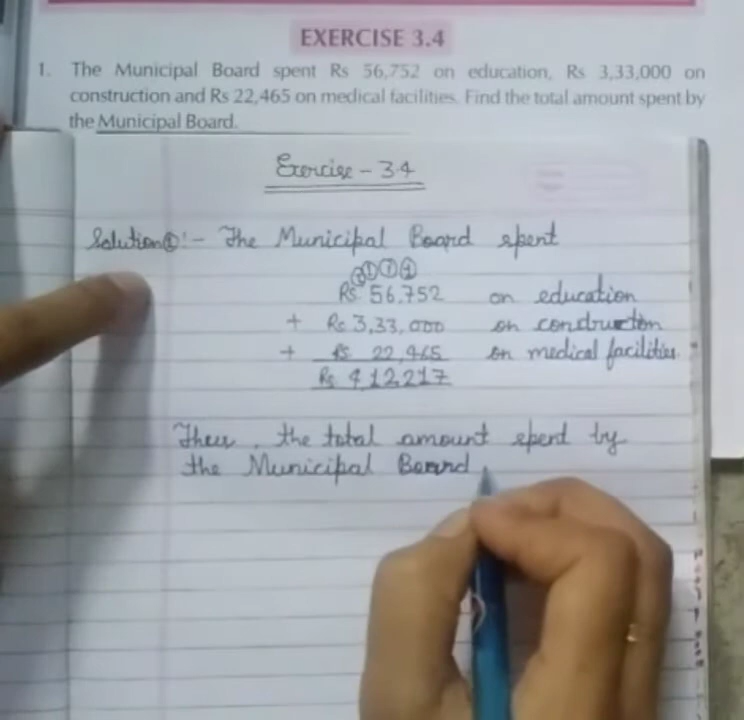 EXERCISE 3.4
1. The Municipal Board spent Rs 56,752 on education, Rs 3,33,000 on
construction and Rs 22,465 on medical facilities. Find the total amount spent by
the Municipal Board.
Exercise - 3.4
Solution①:- The Municipal Board spent
Rs 56,752 on education
+ Rs 3,33,000 on construction
+ Rs 22,465 on medical facilities.
Rs 4,12,217
Thus, the total amount spent by
the Municipal Board